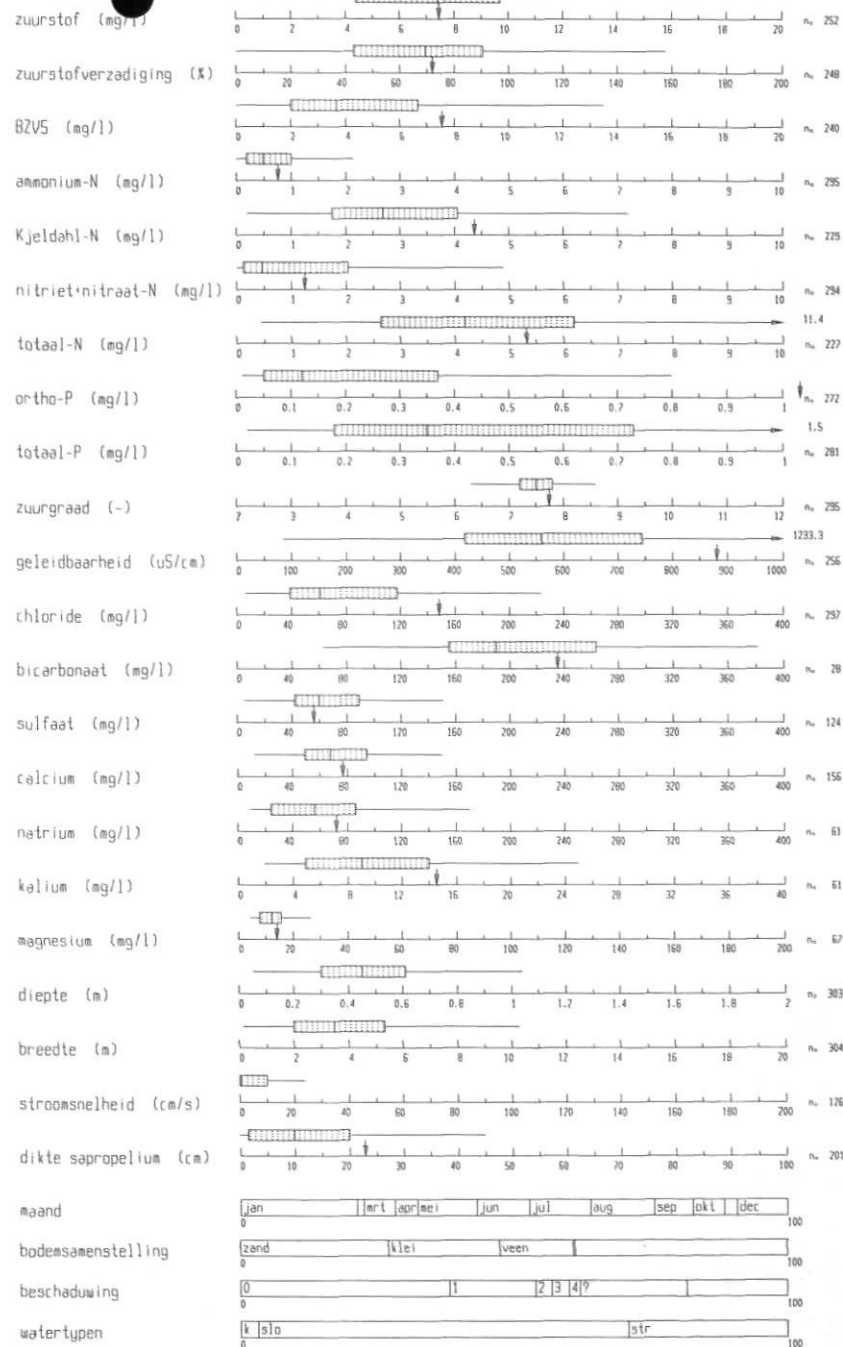 zuurstof (mg/l) 0 2 4 6 8 10 12 14 16 18 20 n= 252
zuurstofverzadiging (%) 0 20 40 60 80 100 120 140 160 180 200 n= 248
BZV5 (mg/l) 0 2 4 6 8 10 12 14 16 18 20 n= 240
ammonium-N (mg/l) 0 1 2 3 4 5 6 7 8 9 10 n= 295
Kjeldahl-N (mg/l) 0 1 2 3 4 5 6 7 8 9 10 n= 229
nitriet+nitraat-N (mg/l) 0 1 2 3 4 5 6 7 8 9 10 n= 294
11.4
totaal-N (mg/l) 0 1 2 3 4 5 6 7 8 9 10 n= 227
ortho-P (mg/l) 0 0.1 0.2 0.3 0.4 0.5 0.6 0.7 0.8 0.9 1 n= 272
1.5
totaal-P (mg/l) 0 0.1 0.2 0.3 0.4 0.5 0.6 0.7 0.8 0.9 1 n= 281
zuurgraad (-) 2 3 4 5 6 7 8 9 10 11 12 n= 295
1233.3
geleidbaarheid (uS/cm) 0 100 200 300 400 500 600 700 800 900 1000 n= 256
chloride (mg/l) 0 40 80 120 160 200 240 280 320 360 400 n= 297
bicarbonaat (mg/l) 0 40 80 120 160 200 240 280 320 360 400 n= 28
sulfaat (mg/l) 0 40 80 120 160 200 240 280 320 360 400 n= 124
calcium (mg/l) 0 40 80 120 160 200 240 280 320 360 400 n= 156
natrium (mg/l) 0 40 80 120 160 200 240 280 320 360 400 n= 61
kalium (mg/l) 0 4 8 12 16 20 24 28 32 36 40 n= 61
magnesium (mg/l) 0 20 40 60 80 100 120 140 160 180 200 n= 67
diepte (m) 0 0.2 0.4 0.6 0.8 1 1.2 1.4 1.6 1.8 2 n= 303
breedte (m) 0 2 4 6 8 10 12 14 16 18 20 n= 304
stroomsnelheid (cm/s) 0 20 40 60 80 100 120 140 160 180 200 n= 126
dikte sapropelium (cm) 0 10 20 30 40 50 60 70 80 90 100 n= 201
maand jan mrt apr mei jun jul aug sep okt dec
0 100
bodemsamenstelling zand klei veen
0 100
beschaduwing 0 1 2 3 4 ?
0 100
watertypen k slo str
0 100